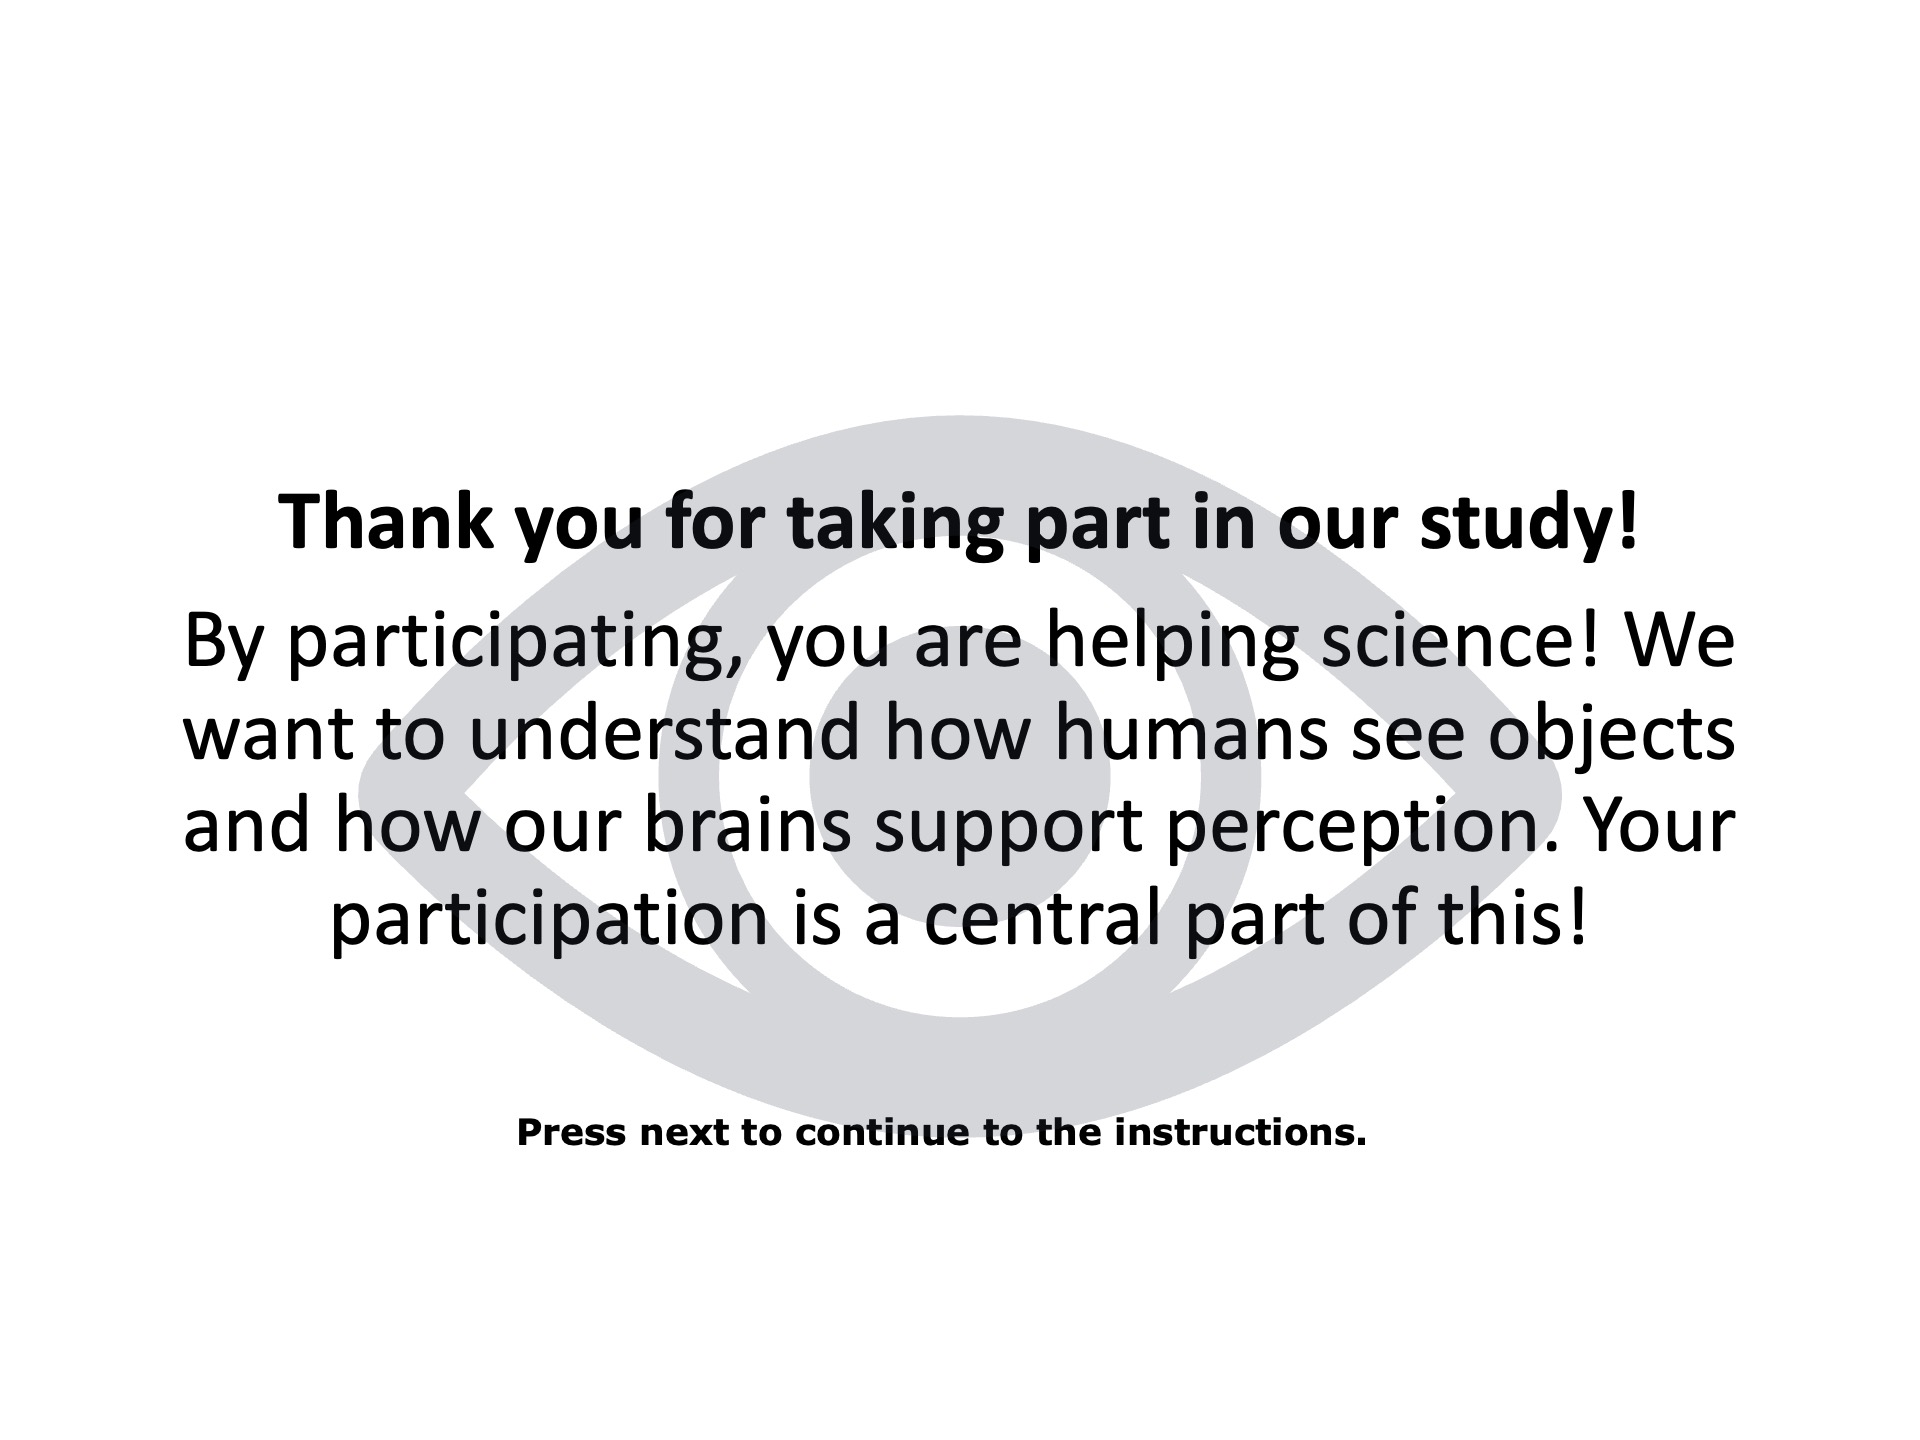 Thank you for taking part in our study!
By participating, you are helping science! We
want to understand how humans see objects
and how our brains support perception. Your
participation is a central part of this!
Press next to continue to the instructions.